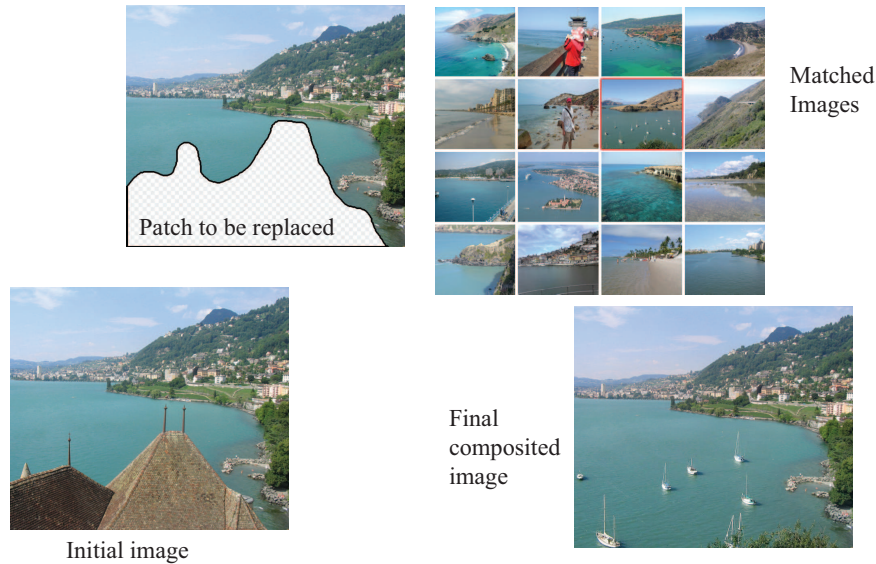 Matched
Images
Patch to be replaced
Final
composited
image
Initial image